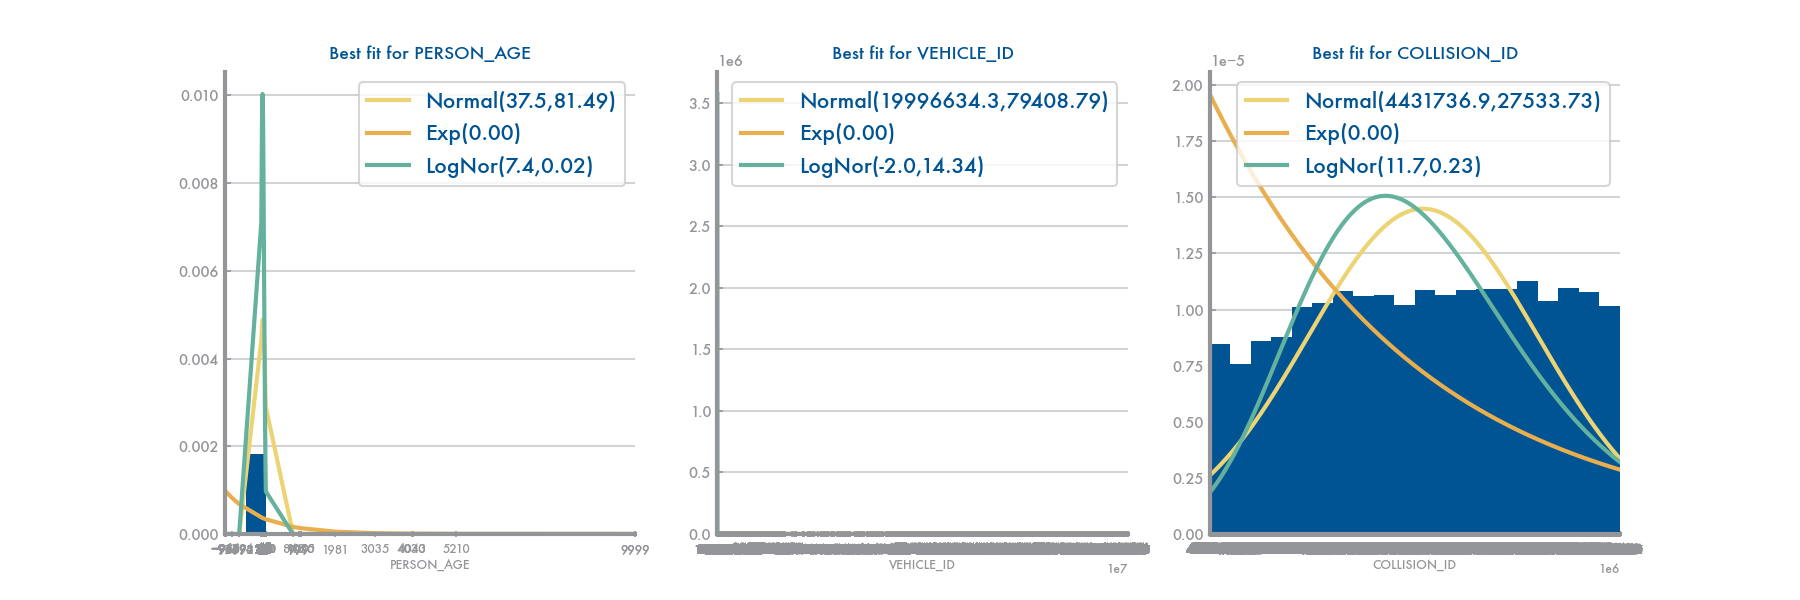 Best fit for PERSON_AGE
Normal(37.5,81.49)
Exp(0.00)
LogNor(7.4,0.02)
0.010
0.008
0.006
0.004
0.002
0.000
1981
3035
5210
9999
PERSON_AGE
Best fit for VEHICLE_ID
1e6
Normal(19996634.3,79408.79)
Exp(0.00)
LogNor(-2.0,14.34)
3.5
3.0
2.5
2.0
1.5
1.0
0.5
0.0
VEHICLE_ID
1e7
Best fit for COLLISION_ID
1e−5
Normal(4431736.9,27533.73)
Exp(0.00)
LogNor(11.7,0.23)
2.00
1.75
1.50
1.25
1.00
0.75
0.50
0.25
0.00
COLLISION_ID
1e6